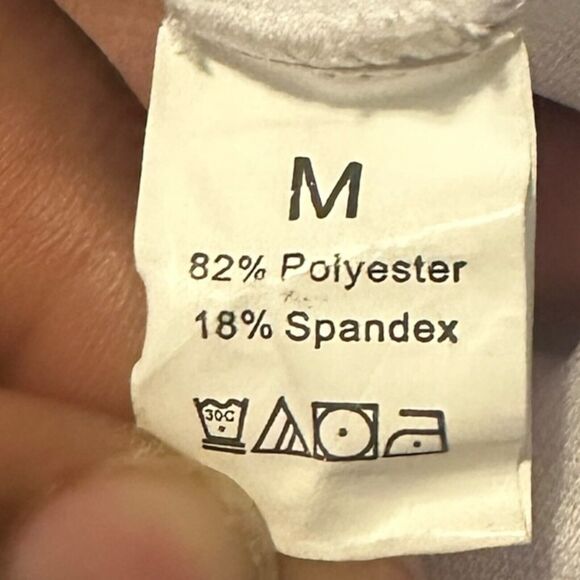 M
82% Polyester
18% Spandex
30C